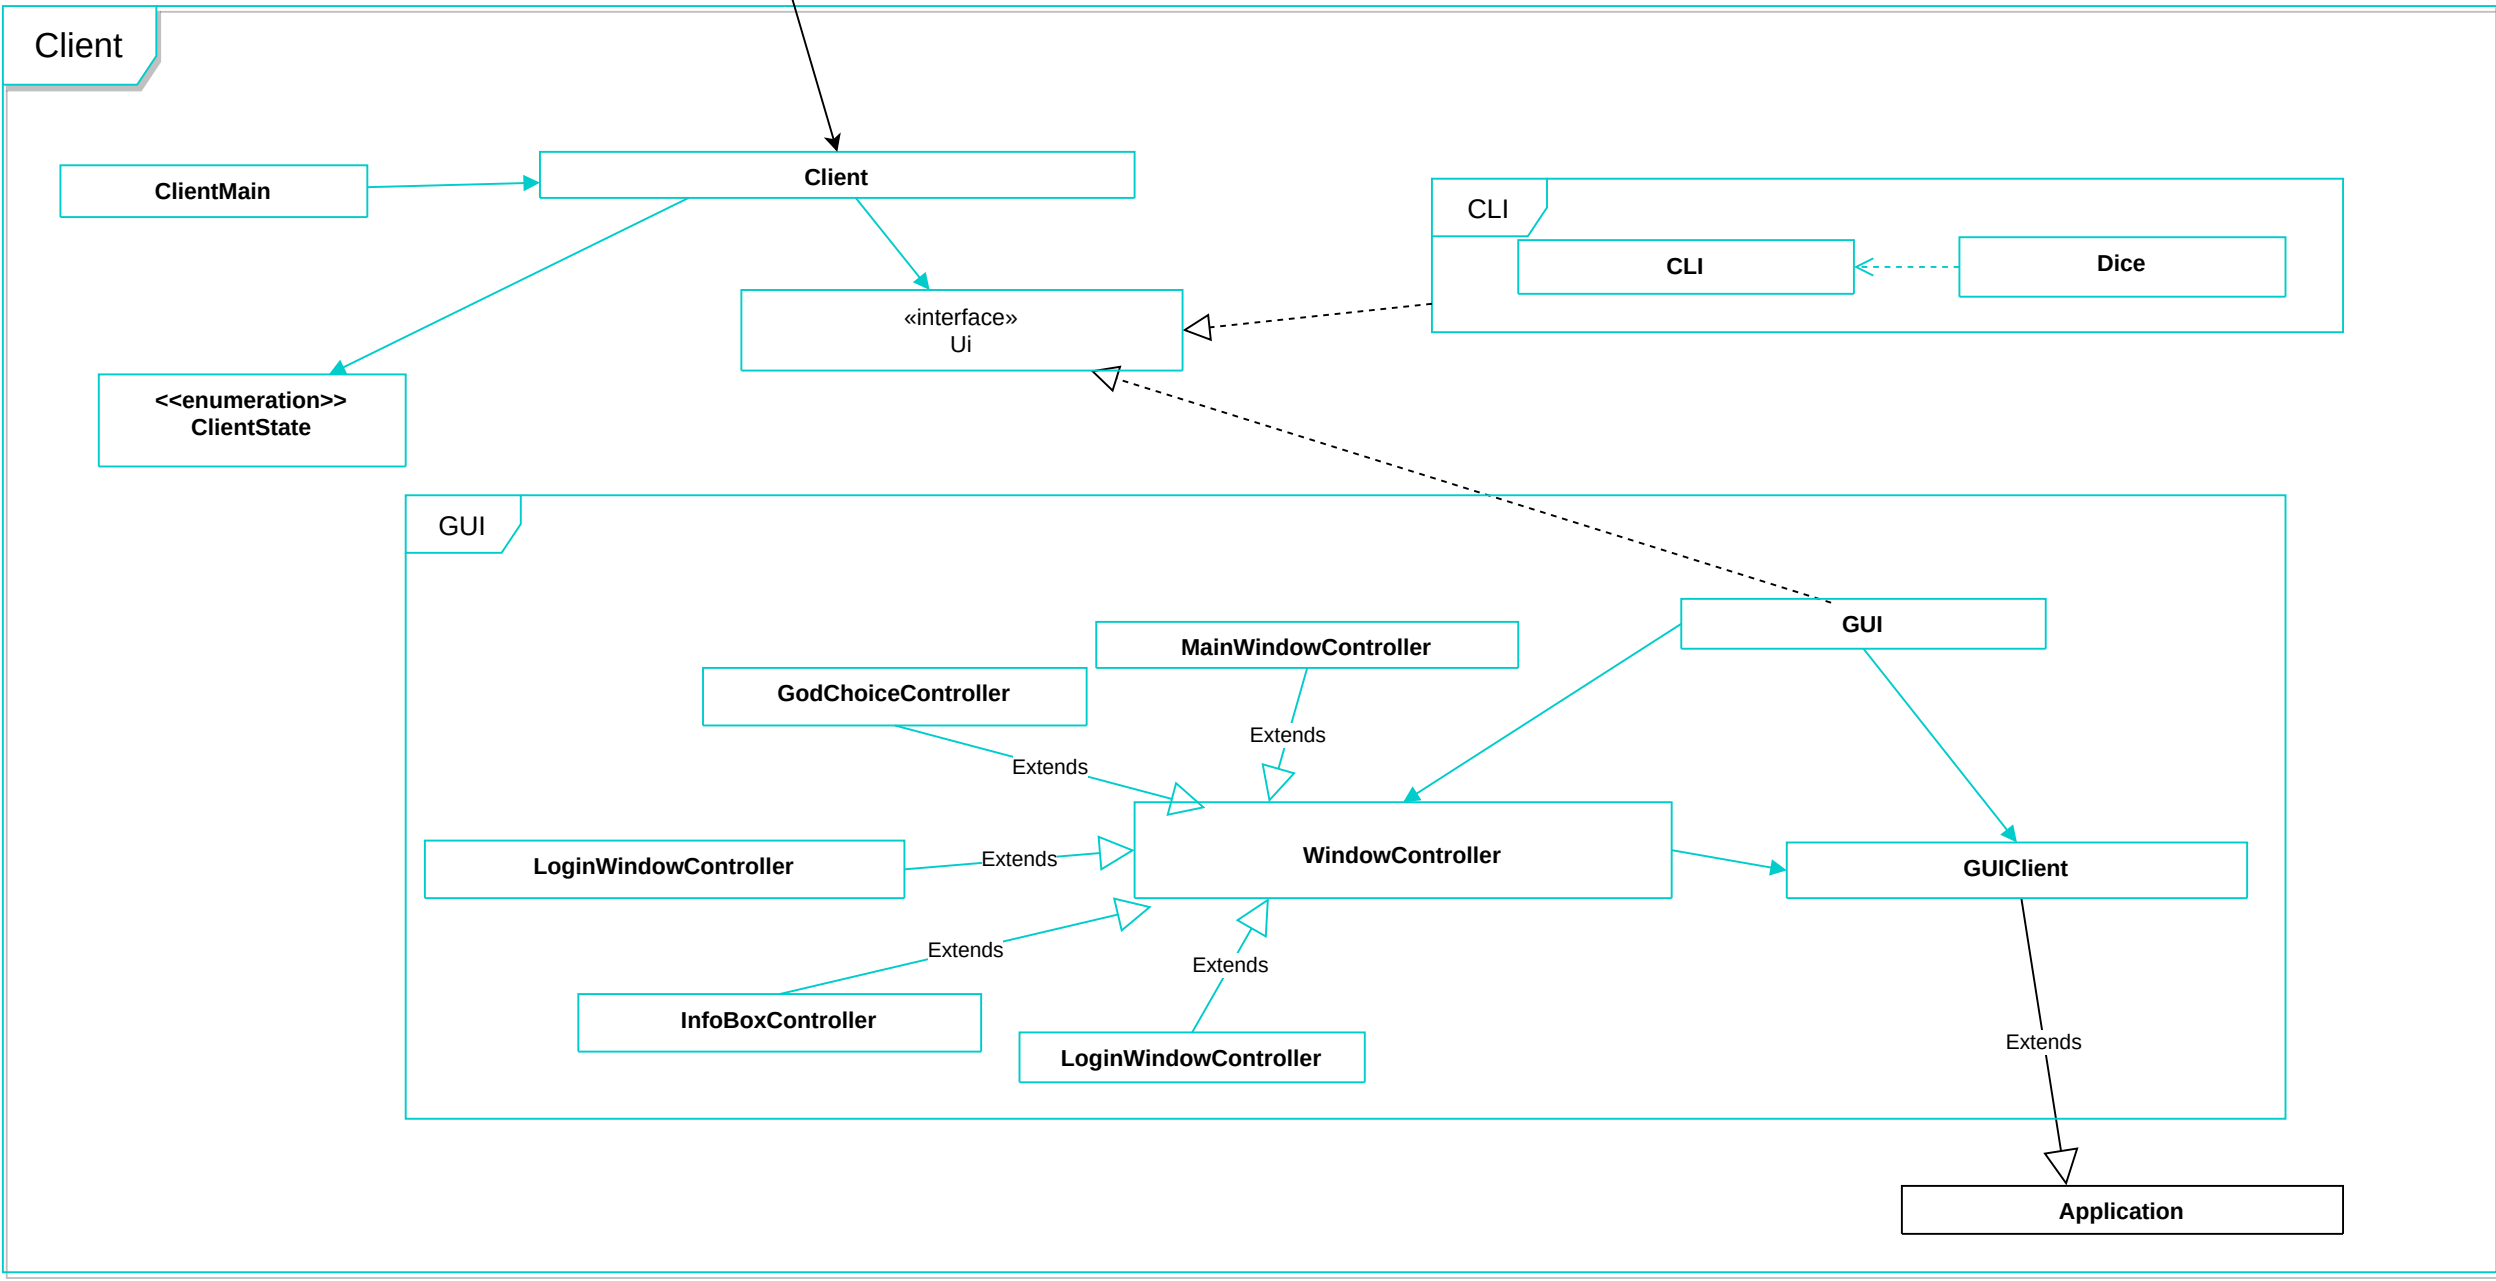 Client
ClientMain
Client
CLI
CLI
Dice
«interface»
Ui
<<enumeration>>
ClientState
GUI
GUI
MainWindowController
GodChoiceController
Extends
Extends
LoginWindowController
Extends
WindowController
GUIClient
Extends
Extends
InfoBoxController
LoginWindowController
Extends
Application